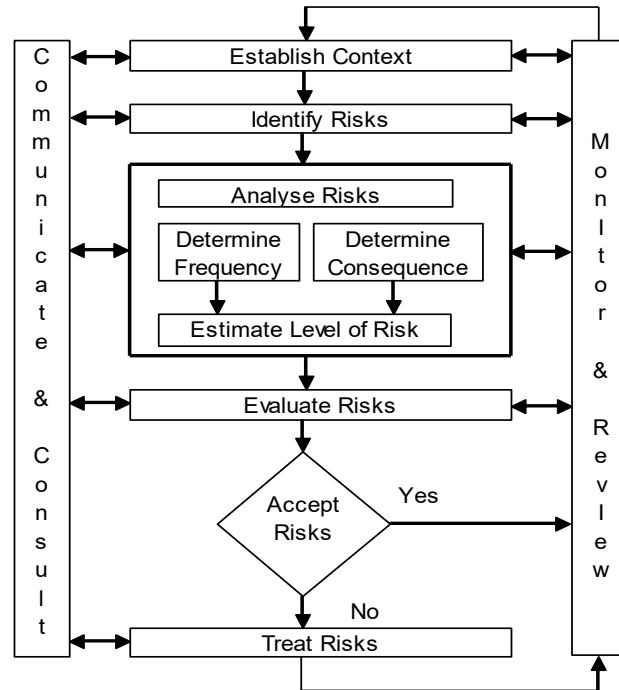 Communicate & Consult
Establish Context
Identify Risks
Analyse Risks
Determine
Frequency
Determine
Consequence
Estimate Level of Risk
Evaluate Risks
Accept
Risks
Yes
No
Treat Risks
MonItor & RevIew